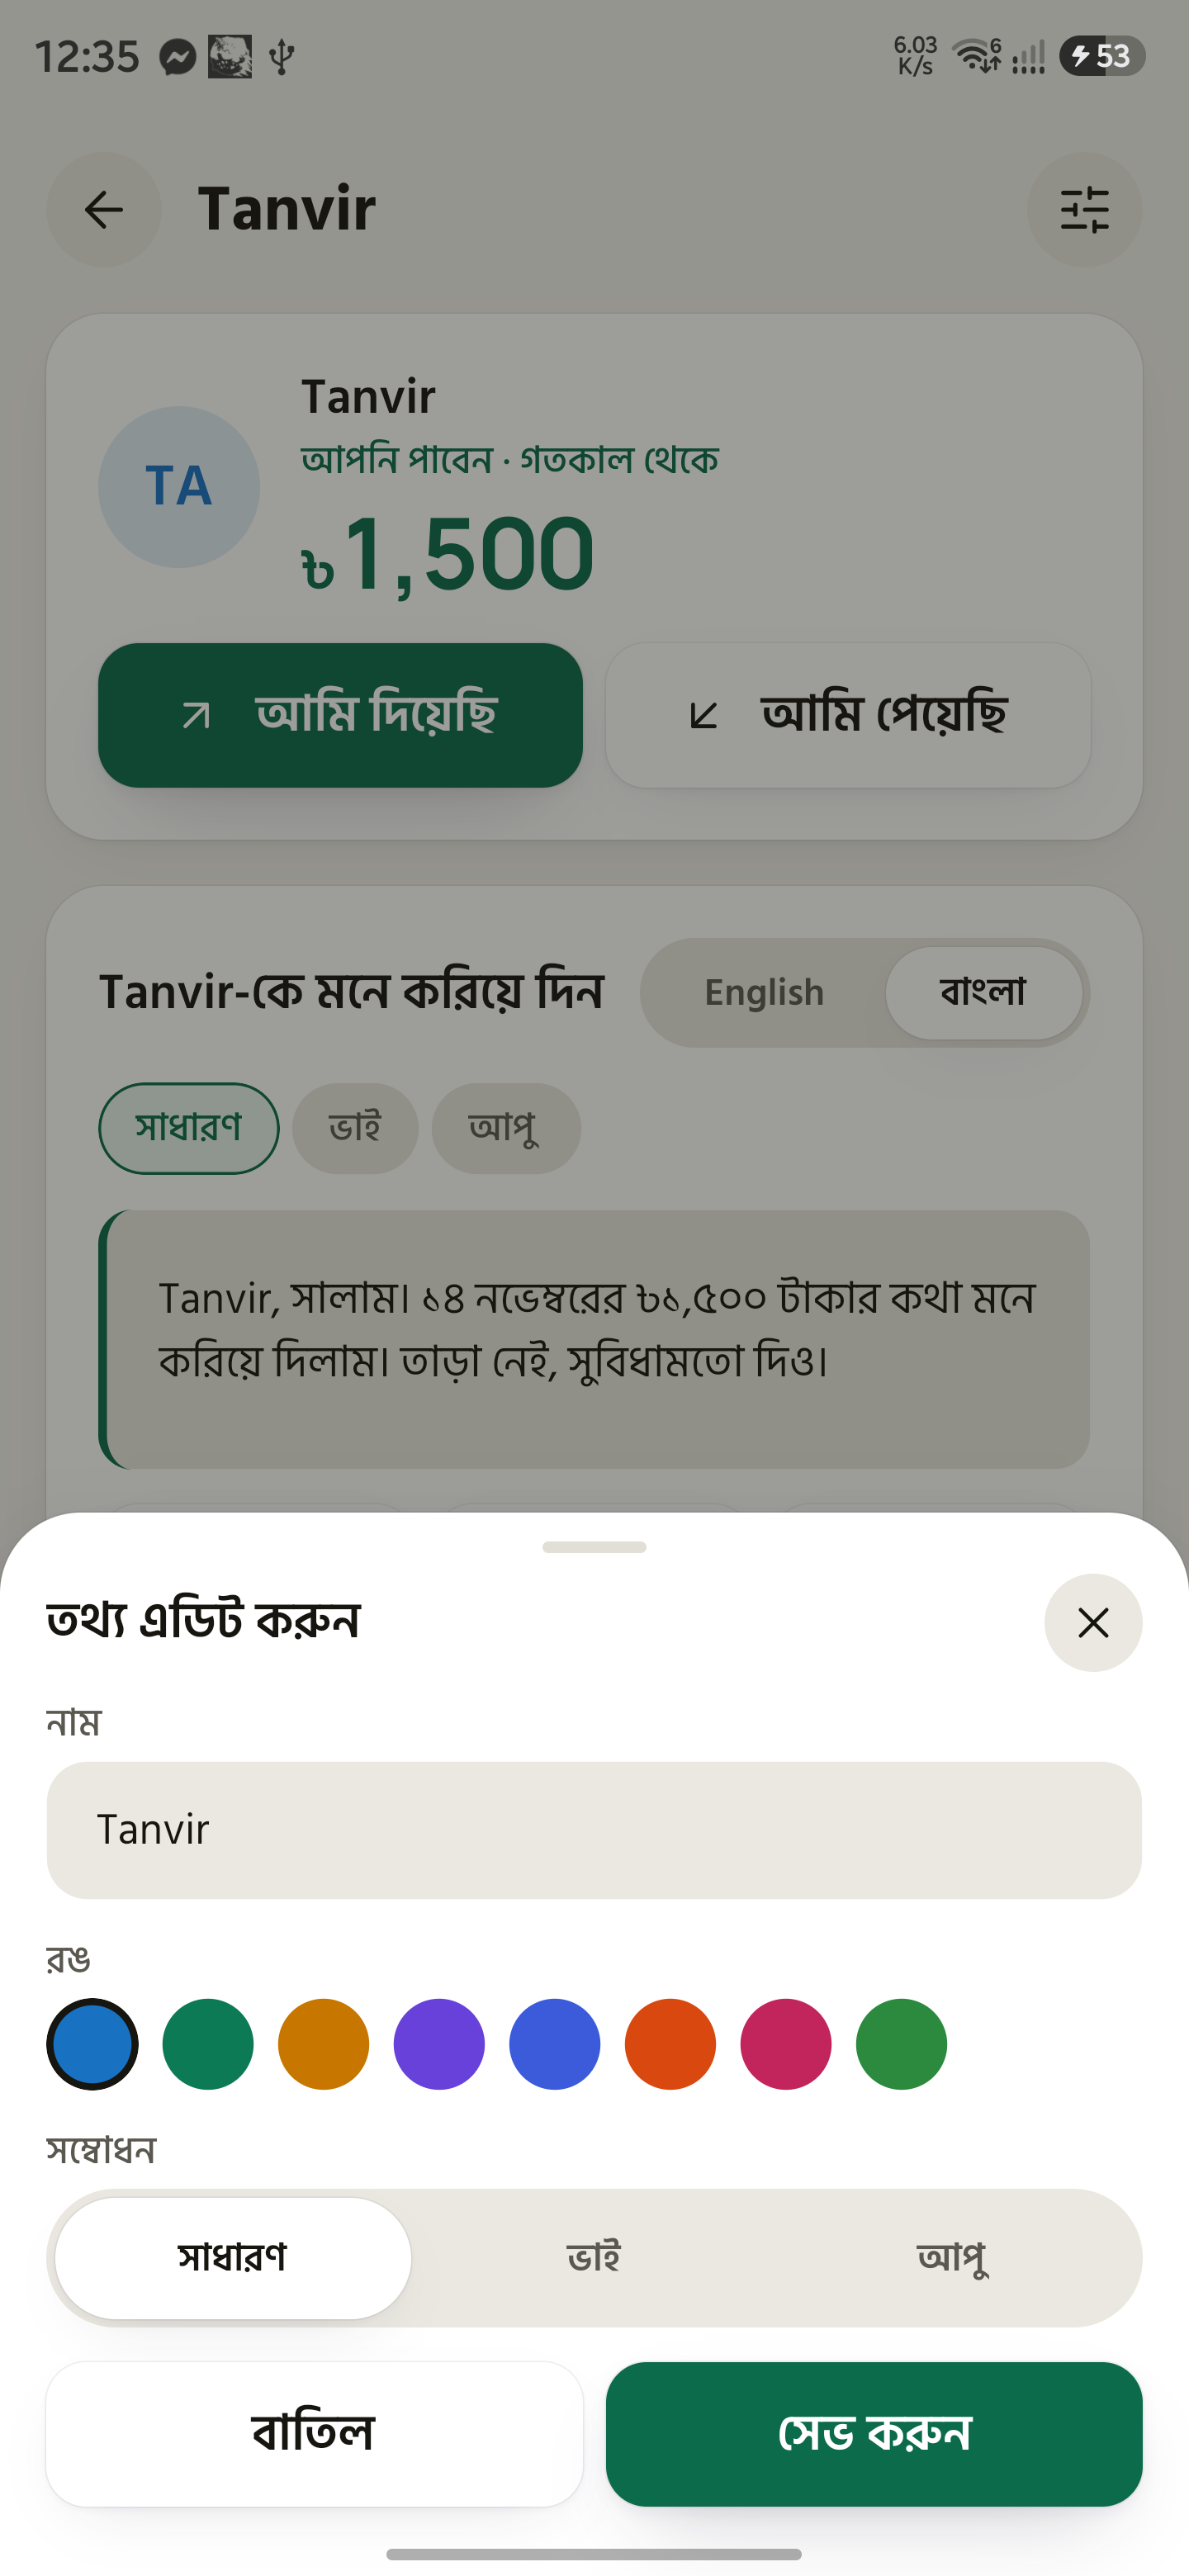 12:35
6.03
K/s
6
53
Tanvir
Tanvir
TA
আপনি পাবেন · গতকাল থেকে
৳1,500
আমি দিয়েছি
আমি পেয়েছি
Tanvir-কে মনে করিয়ে দিন
English
বাংলা
সাধারণ
ভাই
আপু
Tanvir, সালাম। ১৪ নভেম্বরের ৳১,৫০০ টাকার কথা মনে
করিয়ে দিলাম। তাড়া নেই, সুবিধামতো দিও।
তথ্য এডিট করুন
নাম
Tanvir
রঙ
সম্বোধন
সাধারণ
ভাই
আপু
বাতিল
সেভ করুন